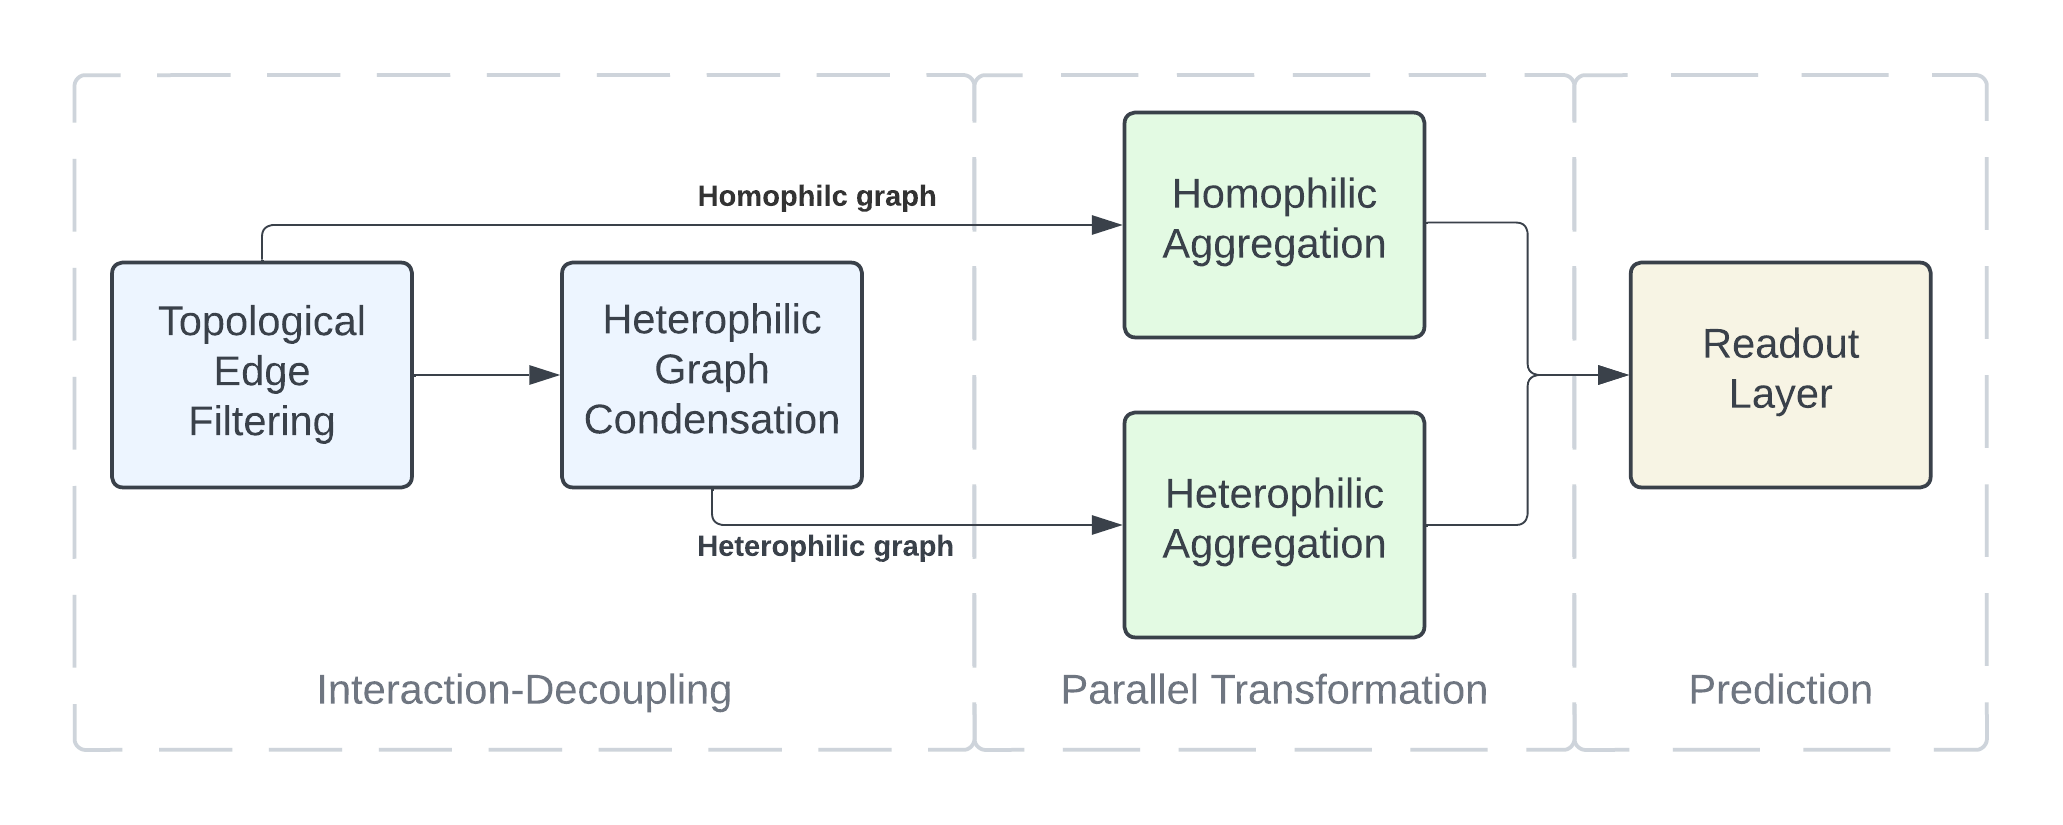 Homophilc graph
Topological
Edge
Filtering
Heterophilic
Graph
Condensation
Heterophilic graph
Interaction-Decoupling
Homophilic
Aggregation
Heterophilic
Aggregation
Parallel Transformation
Readout
Layer
Prediction